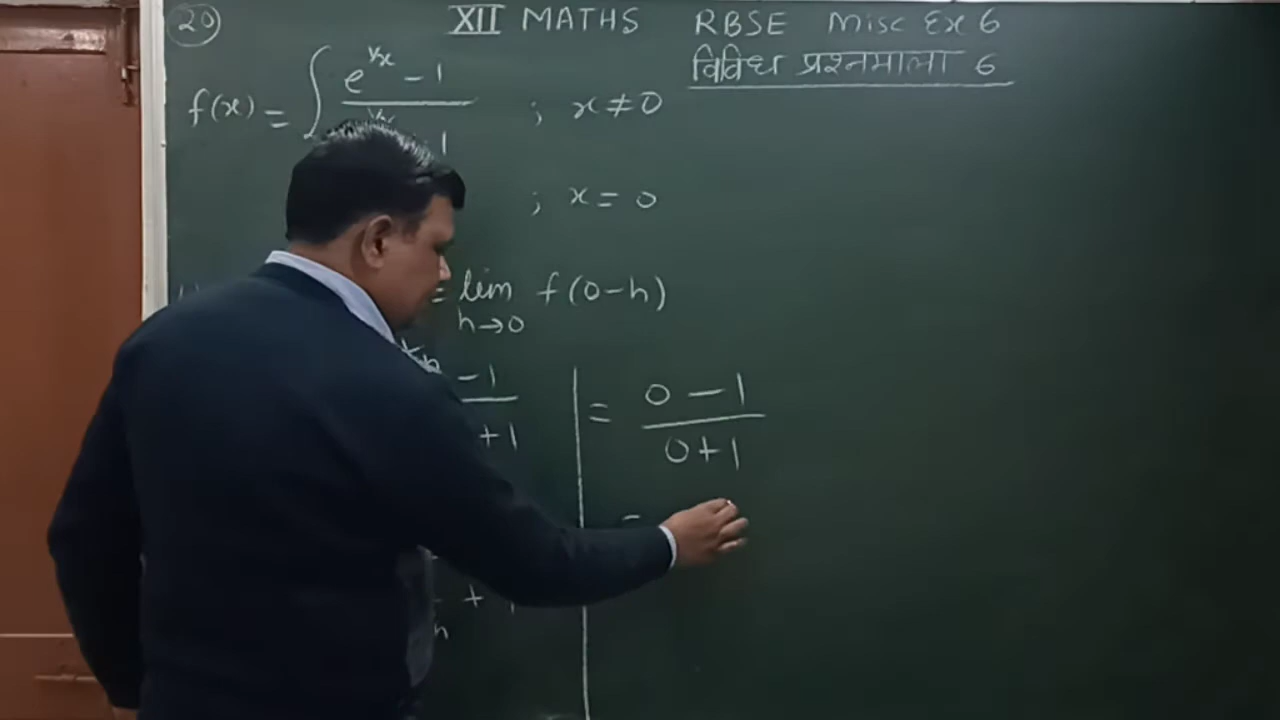 20 XII MATHS RBSE Misc Ex 6
विविध प्रश्नमाला 6
f(x) = { e^1/x - 1
1 ; x ≠ 0
; x = 0
= lim f(0-h)
h→0
- 1
+ 1
= 0 - 1
0 + 1
=
+ 1
h